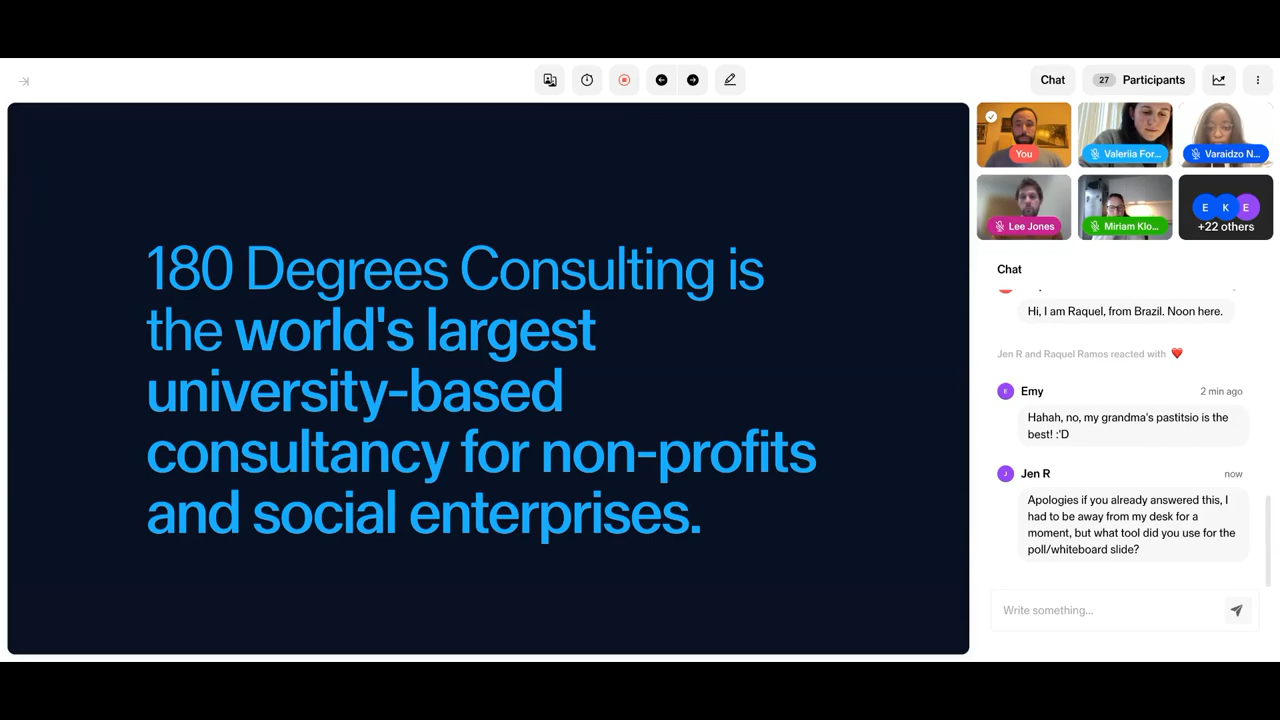 Chat
27 Participants
180 Degrees Consulting is
the world's largest
university-based
consultancy for non-profits
and social enterprises.
You
Valeriia For...
Varaidzo N...
Lee Jones
Miriam Klo...
E K E
+22 others
Chat
Hi, I am Raquel, from Brazil. Noon here.
Jen R and Raquel Ramos reacted with ❤️
E Emy 2 min ago
Hahah, no, my grandma's pastitsio is the
best! :'D
J Jen R now
Apologies if you already answered this, I
had to be away from my desk for a
moment, but what tool did you use for the
poll/whiteboard slide?
Write something...